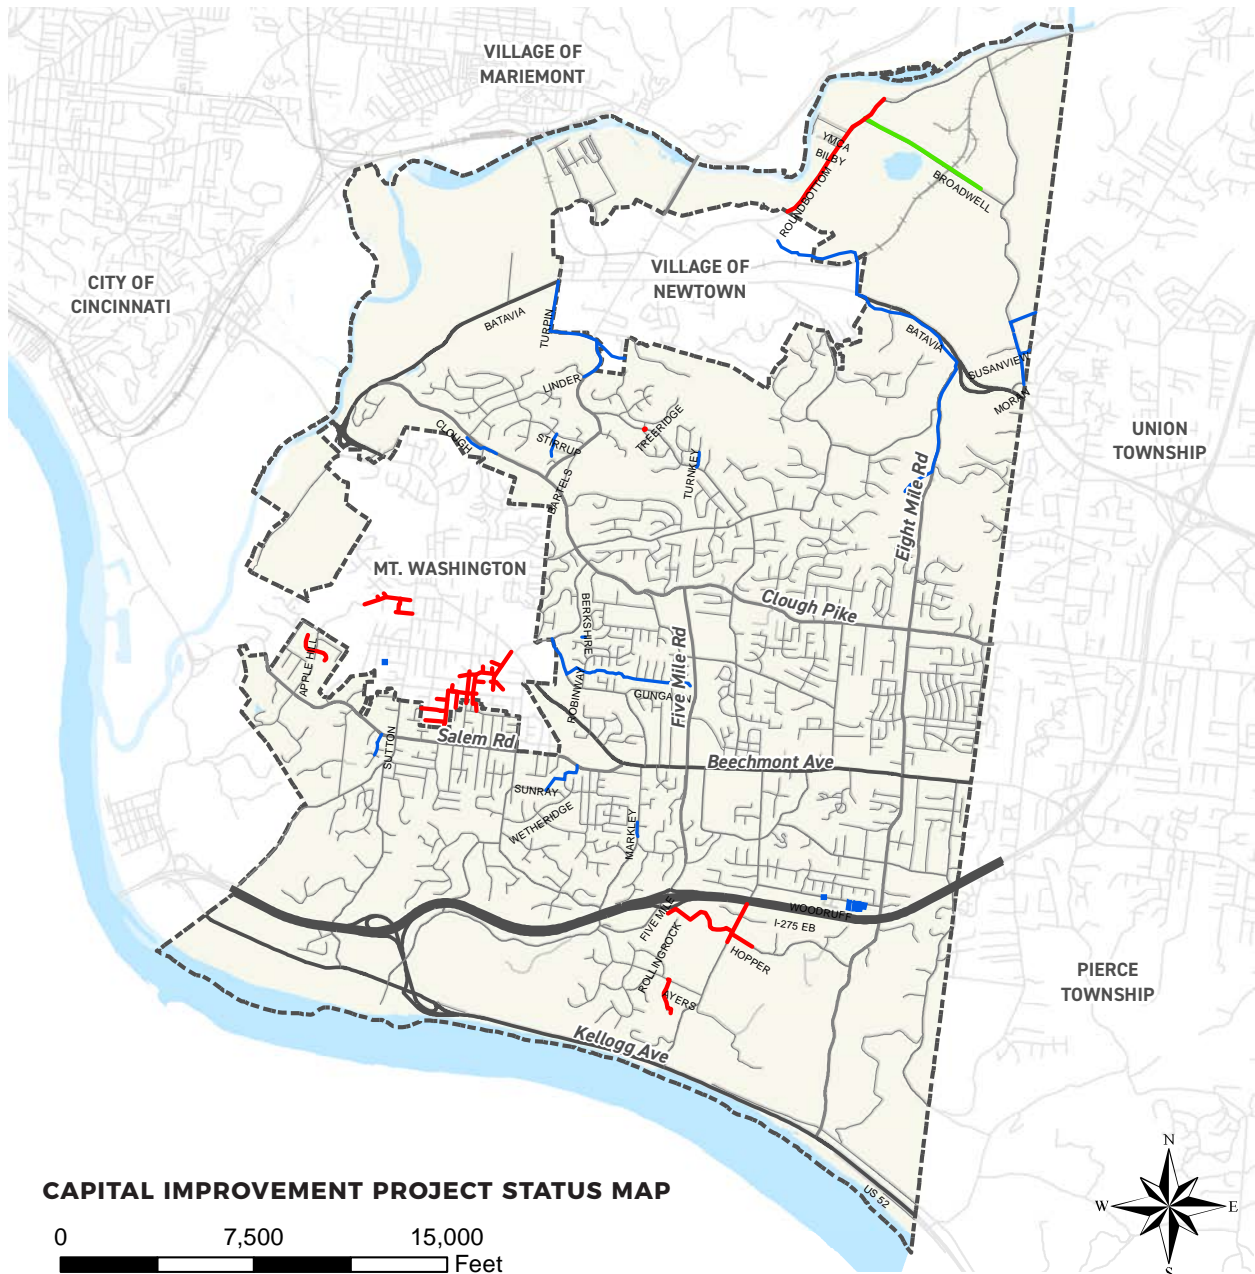 VILLAGE OF
MARIEMONT
YMCA
BILBY
ROUNDBOTTOM
BROADWELL
CITY OF
CINCINNATI
VILLAGE OF
NEWTOWN
BATAVIA
TURPIN
BATAVIA
SUSANVIEW
MORAN
LINDER
TREERIDGE
CLOUGH
STIRRUP
TURNKEY
BARTELS
UNION
TOWNSHIP
Eight Mile Rd
MT. WASHINGTON
BERKSHIRE
Clough Pike
APPLE HILL
ROBINWAY
GUNGA
Five Mile Rd
SUTTON
Salem Rd
Beechmont Ave
SUNRAY
WETHERIDGE
MARKLEY
WOODRUFF
I-275 EB
FIVE MILE
ROLLINGROCK
HOPPER
AYERS
PIERCE
TOWNSHIP
Kellogg Ave
US 52
CAPITAL IMPROVEMENT PROJECT STATUS MAP
0 7,500 15,000
Feet
N
W E
S